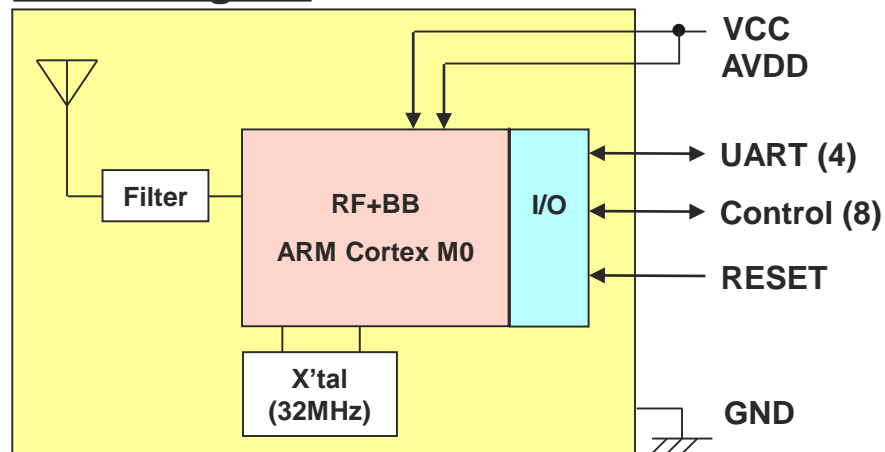 VCC
AVDD
UART (4)
Filter
RF+BB
I/O
Control (8)
ARM Cortex M0
RESET
X'tal
(32MHz)
GND